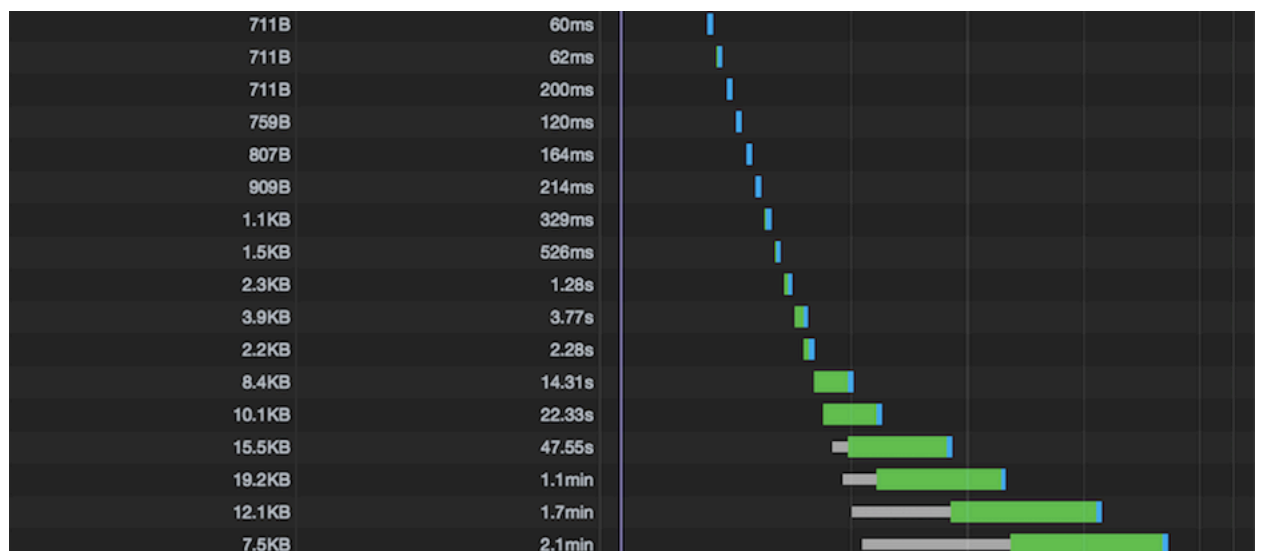 711B 60ms
711B 62ms
711B 200ms
759B 120ms
807B 164ms
909B 214ms
1.1KB 329ms
1.5KB 526ms
2.3KB 1.28s
3.9KB 3.77s
2.2KB 2.28s
8.4KB 14.31s
10.1KB 22.33s
15.5KB 47.55s
19.2KB 1.1min
12.1KB 1.7min
7.5KB 2.1min